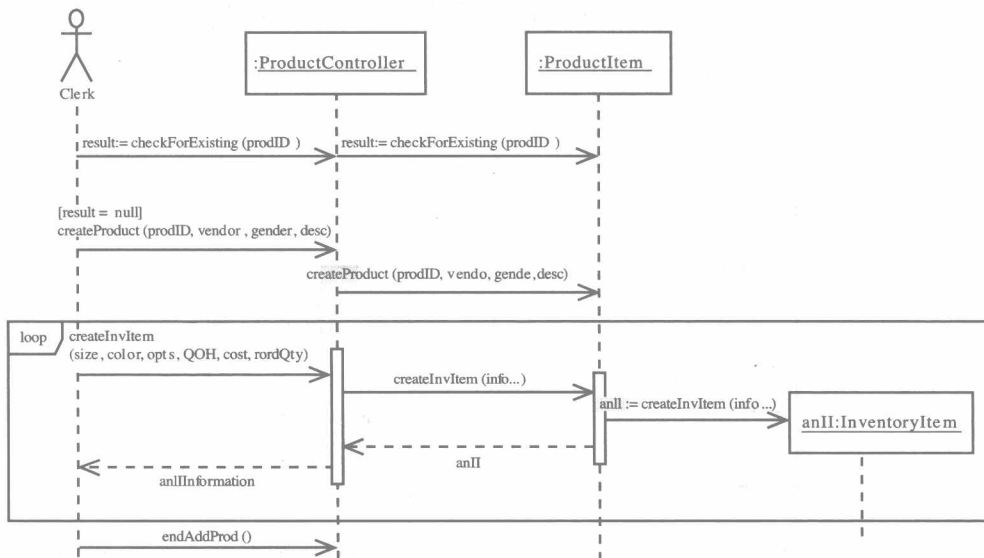 :ProductController
:ProductItem
Clerk
result:= checkForExisting (prodID )
result:= checkForExisting (prodID )
[result = null]
createProduct (prodID, vendor , gender, desc)
createProduct (prodID, vendo, gende ,desc)
loop
createInvItem
(size, color, opts, QOH, cost, rordQty)
createInvItem (info...)
anII := createInvItem (info ...)
anII:InventoryItem
anII
anIIInformation
endAddProd ()